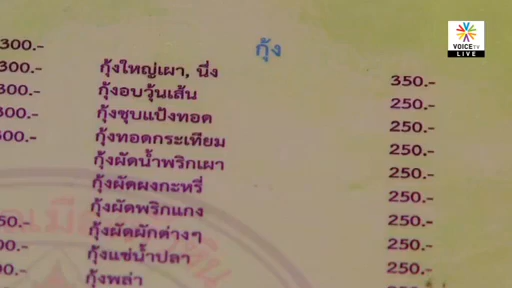 VOICE TV
LIVE
กุ้ง
300.-
300.- กุ้งใหญ่เผา, นึ่ง 350.-
กุ้งอบวุ้นเส้น 250.-
กุ้งชุบแป้งทอด 250.-
กุ้งทอดกระเทียม 250.-
กุ้งผัดน้ำพริกเผา 250.-
กุ้งผัดผงกะหรี่ 250.-
กุ้งผัดพริกแกง 250.-
กุ้งผัดผักต่างๆ 250.-
กุ้งแช่น้ำปลา 250.-
กุ้งพล่า